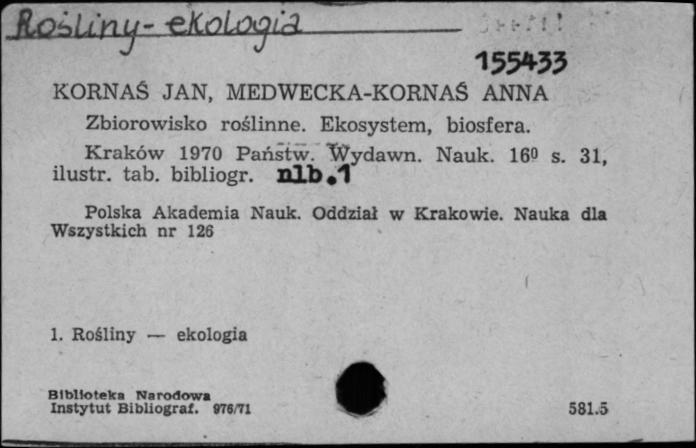 Rośliny - ekologia
155433
KORNAŚ JAN, MEDWECKA-KORNAŚ ANNA
Zbiorowisko roślinne. Ekosystem, biosfera.
Kraków 1970 Państw. Wydawn. Nauk. 16⁰ s. 31,
ilustr. tab. bibliogr. nlb.1
Polska Akademia Nauk. Oddział w Krakowie. Nauka dla
Wszystkich nr 126
1. Rośliny — ekologia
Biblioteka Narodowa
Instytut Bibliograf. 976/71
581.5